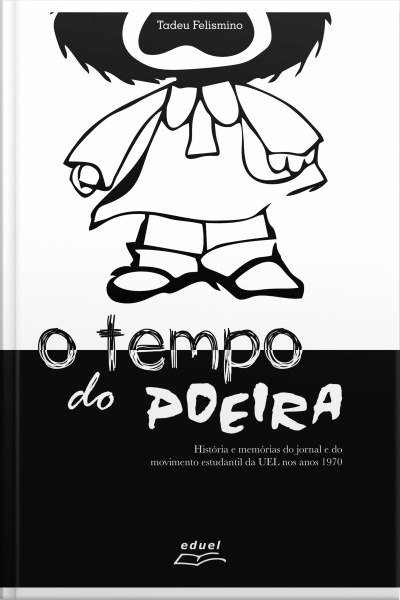 Tadeu Felismino
o tempo
do POEIRA
História e memórias do jornal e do
movimento estudantil da UEL nos anos 1970
eduel